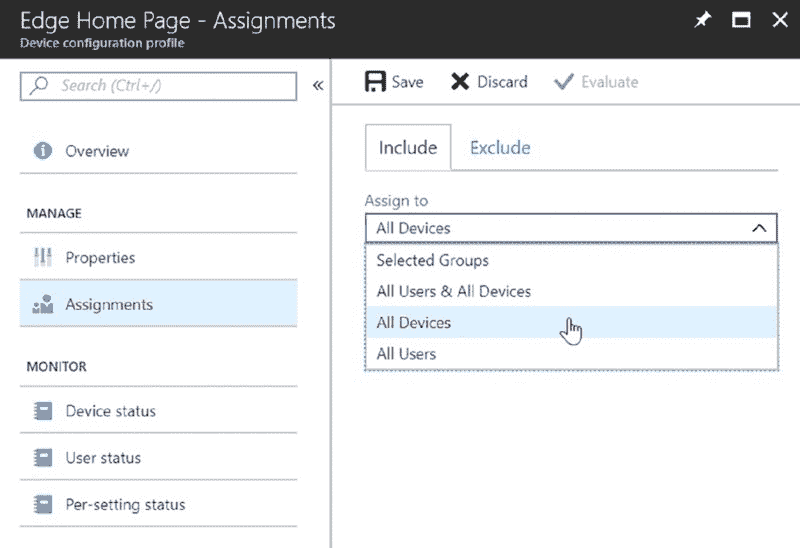 Edge Home Page - Assignments
Device configuration profile
Search (Ctrl+/)
«
Overview
MANAGE
Properties
Assignments
MONITOR
Device status
User status
Per-setting status
Save Discard Evaluate
Include Exclude
Assign to
All Devices
Selected Groups
All Users & All Devices
All Devices
All Users